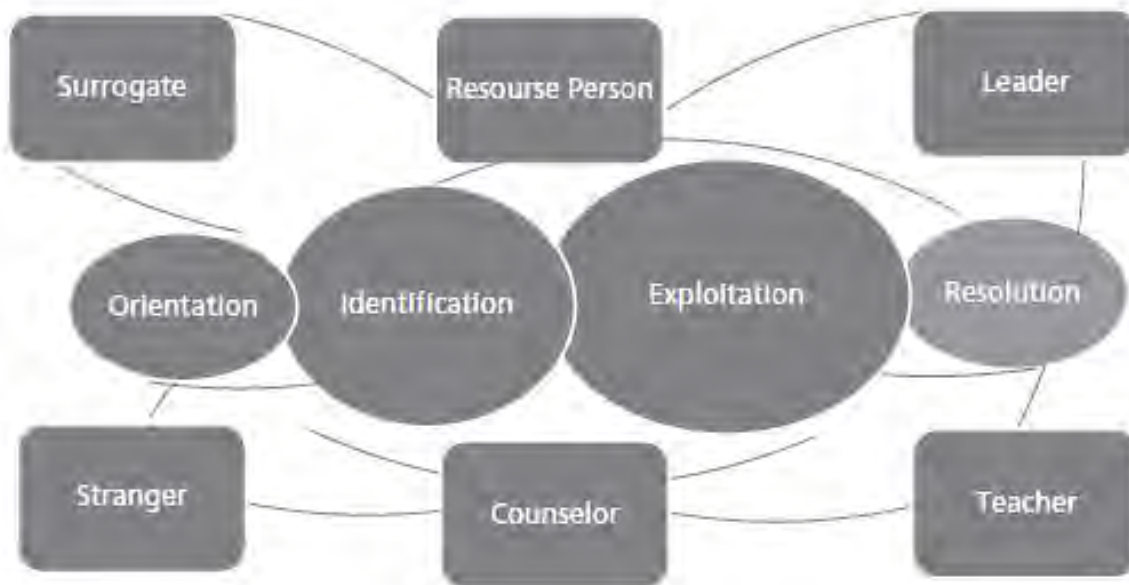 Surrogate
Resourse Person
Leader
Orientation
Identification
Exploitation
Resolution
Stranger
Counselor
Teacher